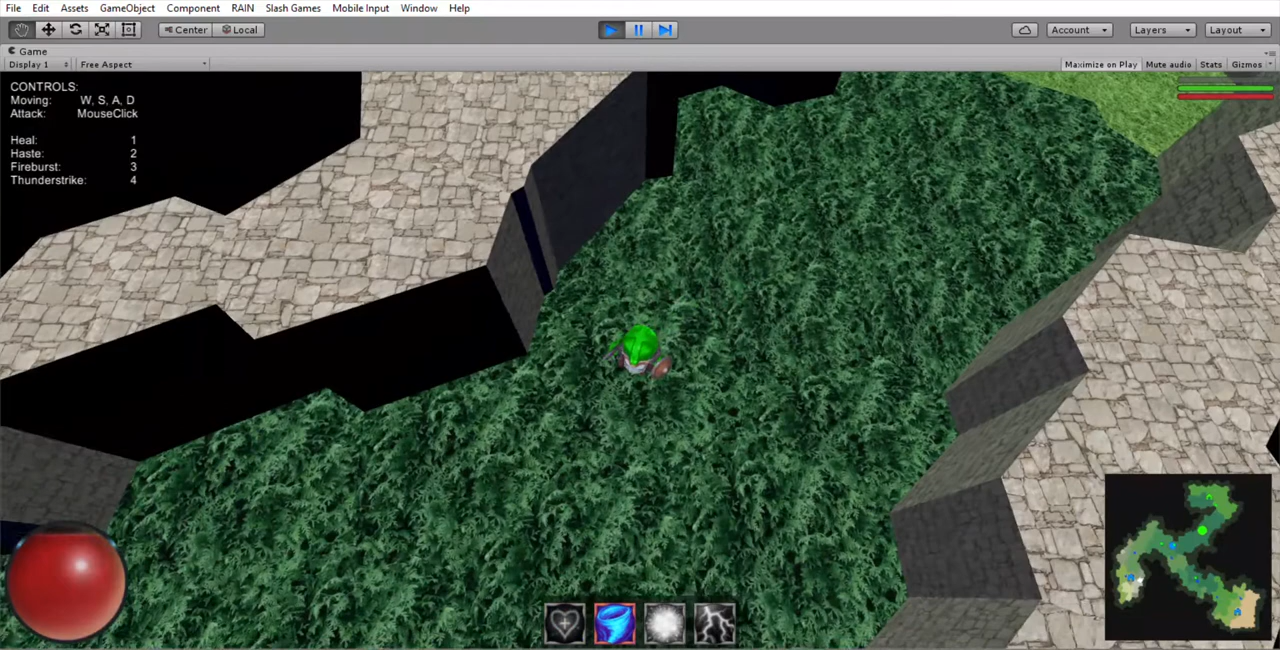 File Edit Assets GameObject Component RAIN Slash Games Mobile Input Window Help
Center Local Account Layers Layout
Game
Display 1 Free Aspect Maximize on Play Mute audio Stats Gizmos
CONTROLS:
Moving: W, S, A, D
Attack: MouseClick
Heal: 1
Haste: 2
Fireburst: 3
Thunderstrike: 4